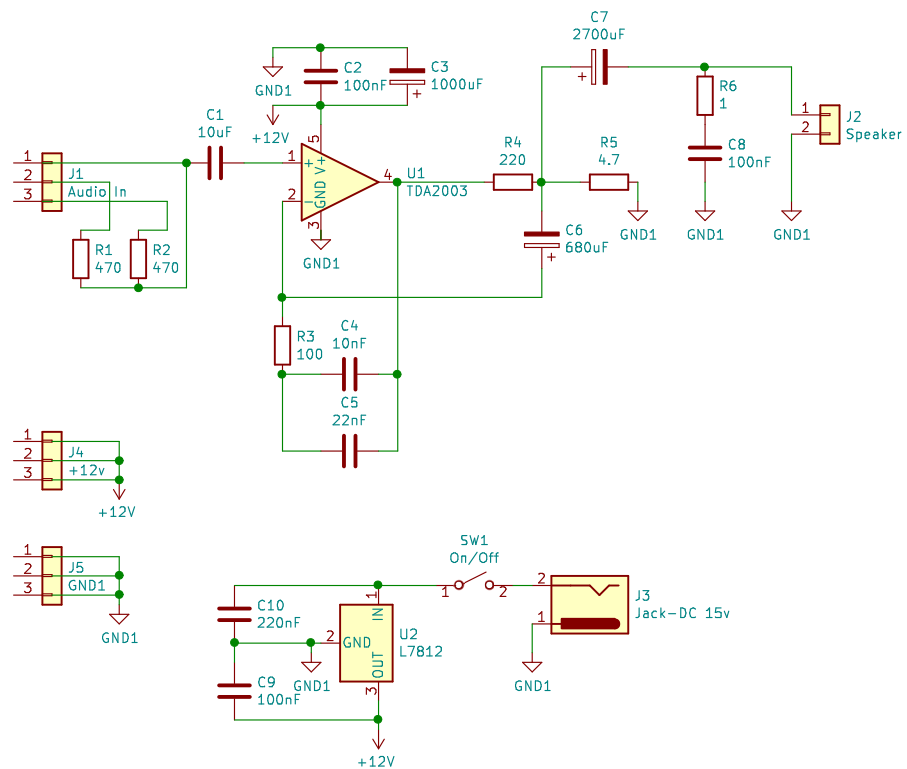 C7
2700uF
C2
100nF
C3
1000uF
GND1
+12V
R6
1
1
2
J2
Speaker
C1
10uF
5
R4
220
R5
4.7
C8
100nF
1
2
3
J1
Audio In
1
2
+
-
V+
GND
3
4
U1
TDA2003
GND1
GND1
GND1
GND1
C6
680uF
R1
470
R2
470
R3
100
C4
10nF
C5
22nF
1
2
3
J4
+12v
+12V
1
2
3
J5
GND1
GND1
SW1
On/Off
1
2
2
1
J3
Jack-DC 15v
GND1
C10
220nF
1
IN
2
GND
U2
L7812
OUT
3
GND1
C9
100nF
+12V